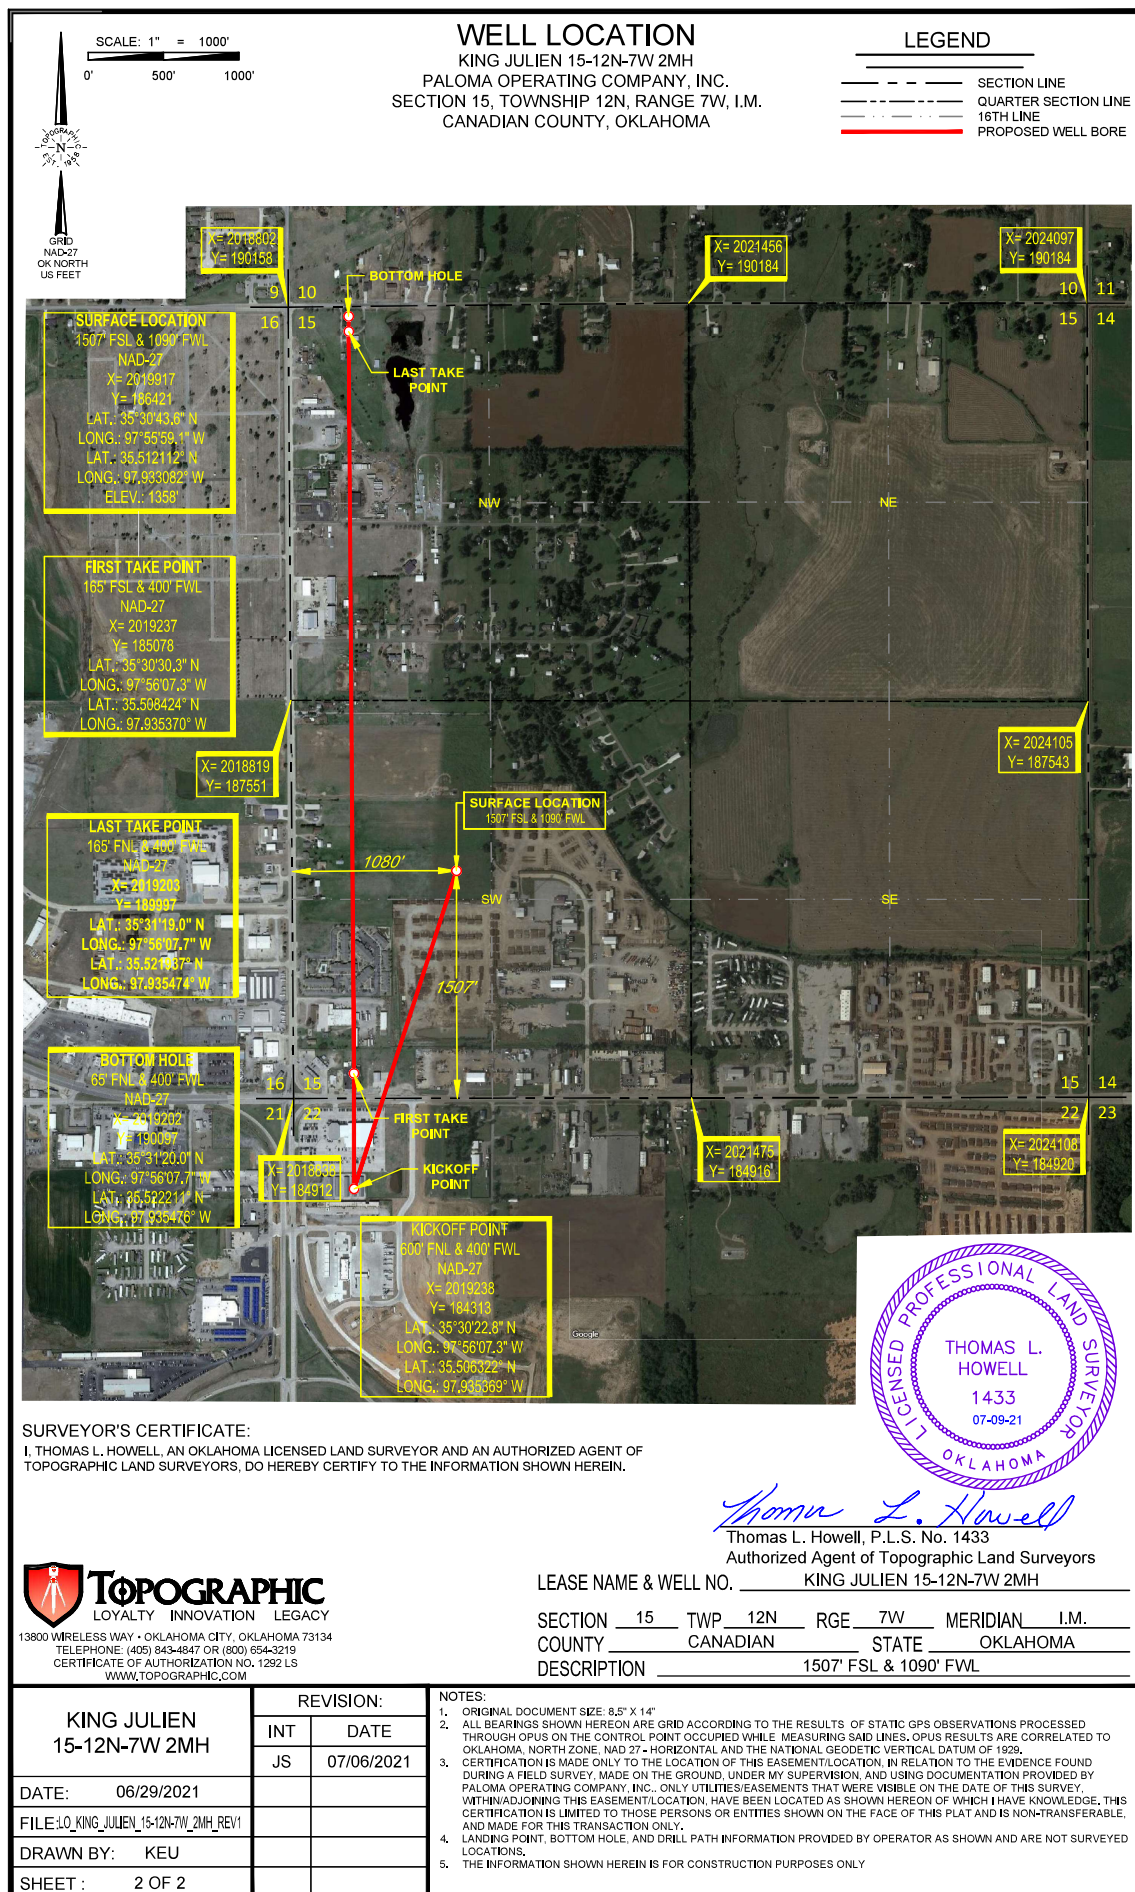 WELL LOCATION
KING JULIEN 15-12N-7W 2MH
PALOMA OPERATING COMPANY, INC.
SECTION 15, TOWNSHIP 12N, RANGE 7W, I.M.
CANADIAN COUNTY, OKLAHOMA
SCALE: 1" = 1000'
0' 500' 1000'
TOPOGRAPHIC
N
EST. 1958
GRID
NAD-27
OK NORTH
US FEET
LEGEND
SECTION LINE
QUARTER SECTION LINE
16TH LINE
PROPOSED WELL BORE
X= 2018802
Y= 190158
X= 2021456
Y= 190184
X= 2024097
Y= 190184
9 10
16 15
10 11
15 14
BOTTOM HOLE
LAST TAKE
POINT
SURFACE LOCATION
1507' FSL & 1090' FWL
NAD-27
X= 2019917
Y= 186421
LAT.: 35°30'43.6" N
LONG.: 97°55'59.1" W
LAT.: 35.512112° N
LONG.: 97.933082° W
ELEV.: 1358'
NW
NE
FIRST TAKE POINT
165' FSL & 400' FWL
NAD-27
X= 2019237
Y= 185078
LAT.: 35°30'30.3" N
LONG.: 97°56'07.3" W
LAT.: 35.508424° N
LONG.: 97.935370° W
X= 2018819
Y= 187551
X= 2024105
Y= 187543
SURFACE LOCATION
1507' FSL & 1090' FWL
1080'
1507'
SW
SE
LAST TAKE POINT
165' FNL & 400' FWL
NAD-27
X= 2019203
Y= 189997
LAT.: 35°31'19.0" N
LONG.: 97°56'07.7" W
LAT.: 35.521937° N
LONG.: 97.935474° W
BOTTOM HOLE
65' FNL & 400' FWL
NAD-27
X= 2019202
Y= 190097
LAT.: 35°31'20.0" N
LONG.: 97°56'07.7" W
LAT.: 35.522211° N
LONG.: 97.935476° W
16 15
21 22
15 14
22 23
FIRST TAKE
POINT
KICKOFF
POINT
X= 2018838
Y= 184912
X= 2021475
Y= 184916
X= 2024108
Y= 184920
KICKOFF POINT
600' FNL & 400' FWL
NAD-27
X= 2019238
Y= 184313
LAT.: 35°30'22.8" N
LONG.: 97°56'07.3" W
LAT.: 35.506322° N
LONG.: 97.935369° W
Google
LICENSED PROFESSIONAL LAND SURVEYOR
THOMAS L.
HOWELL
1433
07-09-21
OKLAHOMA
SURVEYOR'S CERTIFICATE:
I, THOMAS L. HOWELL, AN OKLAHOMA LICENSED LAND SURVEYOR AND AN AUTHORIZED AGENT OF
TOPOGRAPHIC LAND SURVEYORS, DO HEREBY CERTIFY TO THE INFORMATION SHOWN HEREIN.
Thomas L. Howell
Thomas L. Howell, P.L.S. No. 1433
Authorized Agent of Topographic Land Surveyors
TOPOGRAPHIC
LOYALTY INNOVATION LEGACY
13800 WIRELESS WAY • OKLAHOMA CITY, OKLAHOMA 73134
TELEPHONE: (405) 843-4847 OR (800) 654-3219
CERTIFICATE OF AUTHORIZATION NO. 1292 LS
WWW.TOPOGRAPHIC.COM
LEASE NAME & WELL NO. KING JULIEN 15-12N-7W 2MH
SECTION 15 TWP 12N RGE 7W MERIDIAN I.M.
COUNTY CANADIAN STATE OKLAHOMA
DESCRIPTION 1507' FSL & 1090' FWL
KING JULIEN
15-12N-7W 2MH
DATE: 06/29/2021
FILE:LO_KING_JULIEN_15-12N-7W_2MH_REV1
DRAWN BY: KEU
SHEET : 2 OF 2
REVISION:
INT DATE
JS 07/06/2021
NOTES:
1. ORIGINAL DOCUMENT SIZE: 8.5" X 14"
2. ALL BEARINGS SHOWN HEREON ARE GRID ACCORDING TO THE RESULTS OF STATIC GPS OBSERVATIONS PROCESSED
THROUGH OPUS ON THE CONTROL POINT OCCUPIED WHILE MEASURING SAID LINES. OPUS RESULTS ARE CORRELATED TO
OKLAHOMA, NORTH ZONE, NAD 27 - HORIZONTAL AND THE NATIONAL GEODETIC VERTICAL DATUM OF 1929.
3. CERTIFICATION IS MADE ONLY TO THE LOCATION OF THIS EASEMENT/LOCATION, IN RELATION TO THE EVIDENCE FOUND
DURING A FIELD SURVEY, MADE ON THE GROUND, UNDER MY SUPERVISION, AND USING DOCUMENTATION PROVIDED BY
PALOMA OPERATING COMPANY, INC.. ONLY UTILITIES/EASEMENTS THAT WERE VISIBLE ON THE DATE OF THIS SURVEY,
WITHIN/ADJOINING THIS EASEMENT/LOCATION, HAVE BEEN LOCATED AS SHOWN HEREON OF WHICH I HAVE KNOWLEDGE. THIS
CERTIFICATION IS LIMITED TO THOSE PERSONS OR ENTITIES SHOWN ON THE FACE OF THIS PLAT AND IS NON-TRANSFERABLE,
AND MADE FOR THIS TRANSACTION ONLY.
4. LANDING POINT, BOTTOM HOLE, AND DRILL PATH INFORMATION PROVIDED BY OPERATOR AS SHOWN AND ARE NOT SURVEYED
LOCATIONS.
5. THE INFORMATION SHOWN HEREIN IS FOR CONSTRUCTION PURPOSES ONLY